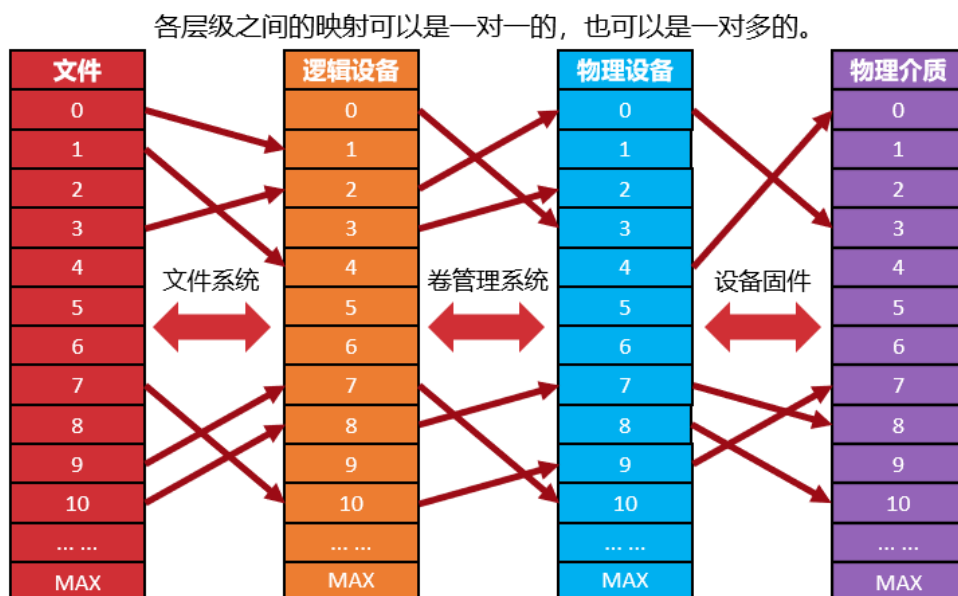 各层级之间的映射可以是一对一的，也可以是一对多的。
文件 逻辑设备 物理设备 物理介质
0 0 0 0
1 1 1 1
2 2 2 2
3 3 3 3
4 4 4 4
文件系统 卷管理系统 设备固件
5 5 5 5
6 6 6 6
7 7 7 7
8 8 8 8
9 9 9 9
10 10 10 10
... ... ... ... ... ... ... ...
MAX MAX MAX MAX